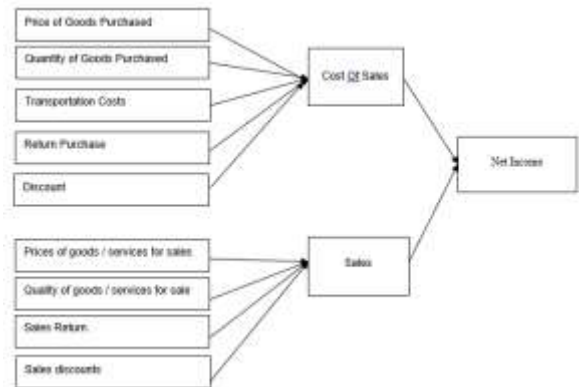 Price of Goods Purchased
Quantity of Goods Purchaved
Transportation Costs
Return Purchase
Discount
Cost Of Sales
Net Income
Prices of goods / services for sales
Quality of goods / services for sale
Sales Return.
Sales discounts
Sales